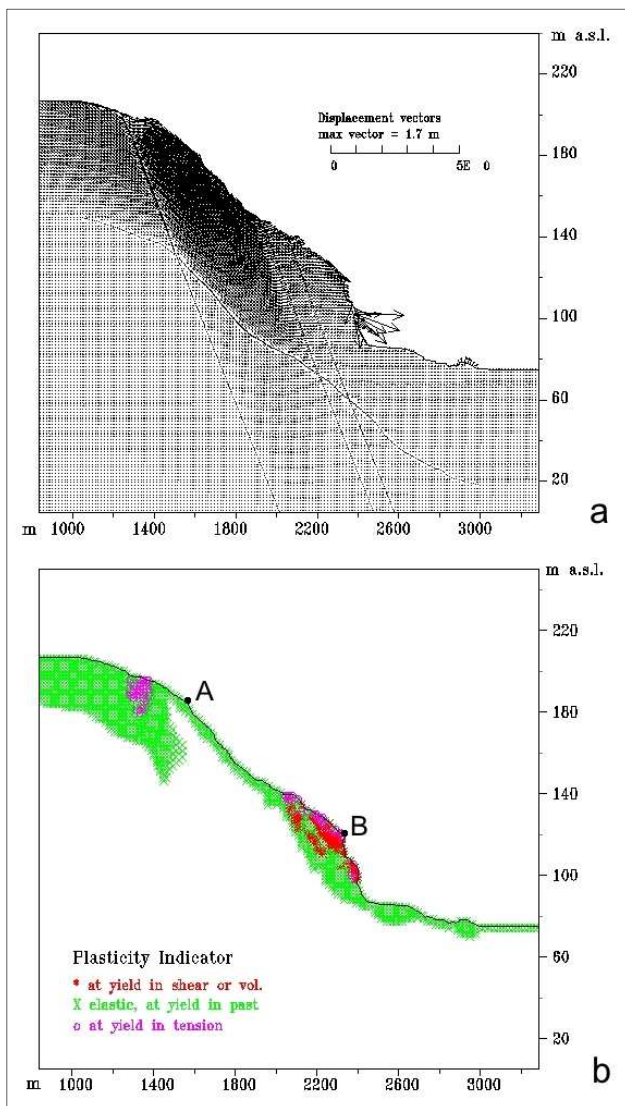 m a.s.l.
220
Displacement vectors
max vector = 1.7 m
0 5E 0
180
140
100
60
20
a
m 1000 1400 1800 2200 2600 3000
m a.s.l.
220
A
180
140
B
100
Plasticity Indicator
* at yield in shear or vol.
X elastic, at yield in past
o at yield in tension
60
20
b
m 1000 1400 1800 2200 2600 3000